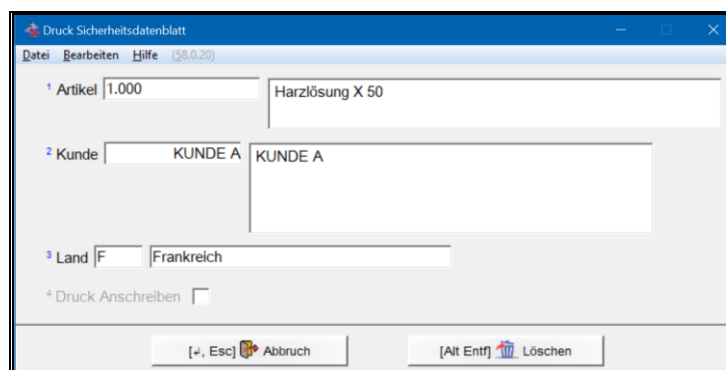 Druck Sicherheitsdatenblatt
Datei Bearbeiten Hilfe (58.0.20)
1 Artikel 1.000 Harzlösung X 50
2 Kunde KUNDE A KUNDE A
3 Land F Frankreich
4 Druck Anschreiben
[↲, Esc] Abbruch [Alt Entf] Löschen